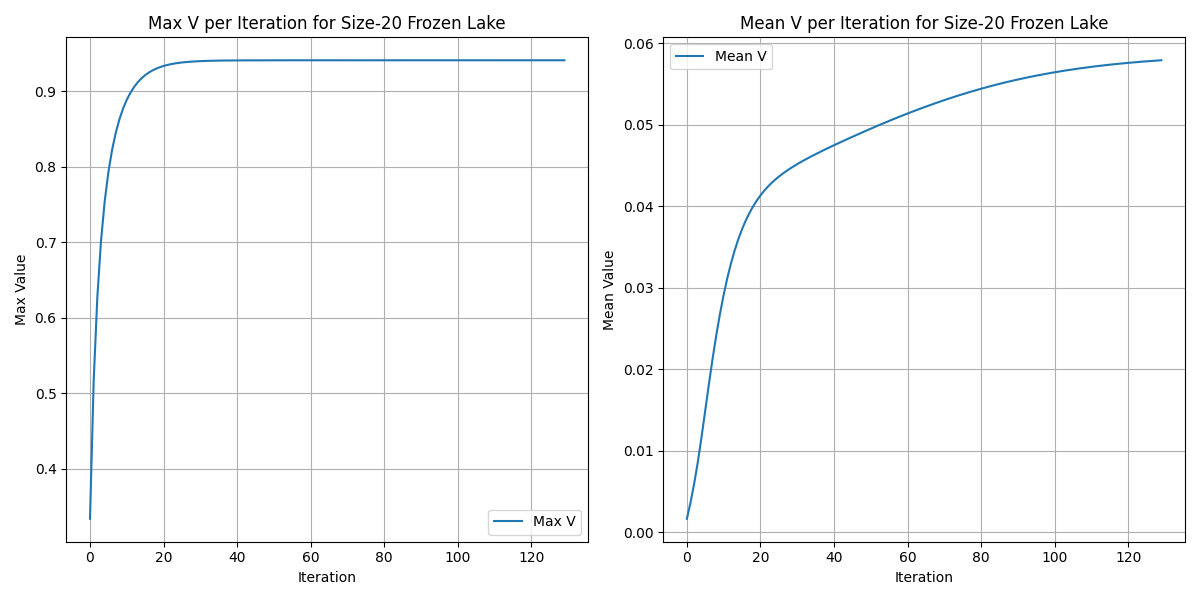 Max V per Iteration for Size-20 Frozen Lake
Max Value
0.9
0.8
0.7
0.6
0.5
0.4
Max V
0 20 40 60 80 100 120
Iteration
Mean V per Iteration for Size-20 Frozen Lake
Mean Value
Mean V
0.06
0.05
0.04
0.03
0.02
0.01
0.00
0 20 40 60 80 100 120
Iteration